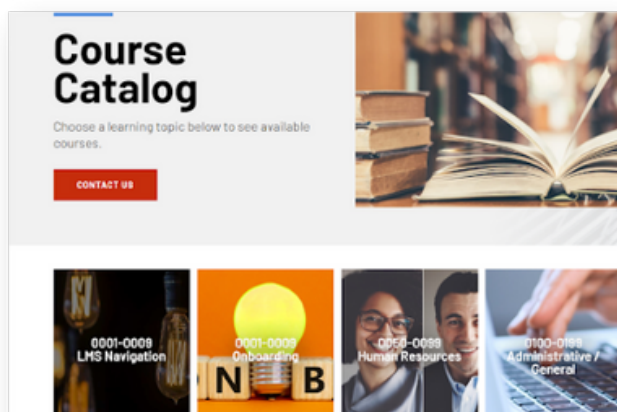 Course
Catalog
Choose a learning topic below to see available
courses.
CONTACT US
0001-0009
LMS Navigation
0001-0009
Onboarding
N B
0050-0099
Human Resources
0100-0199
Administrative /
General